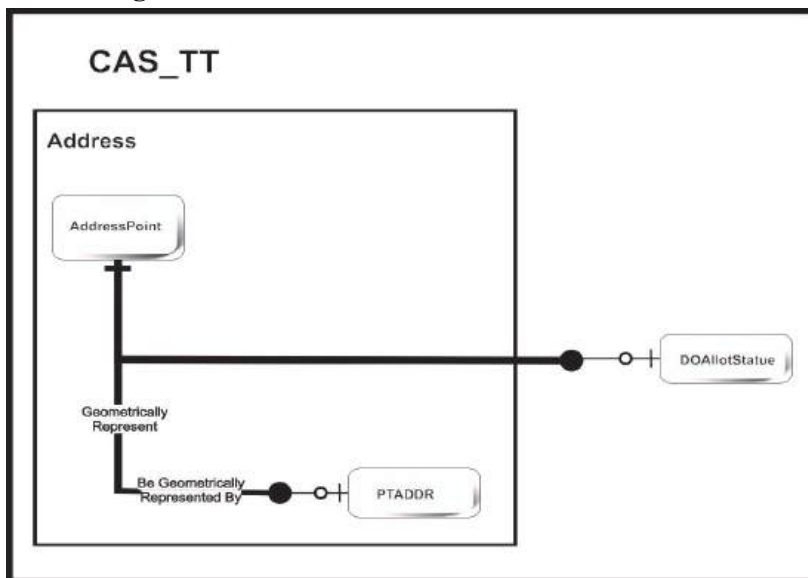 CAS_TT
Address
AddressPoint
DOAllotStatue
Geometrically
Represent
Be Geometrically
Represented By
PTADDR